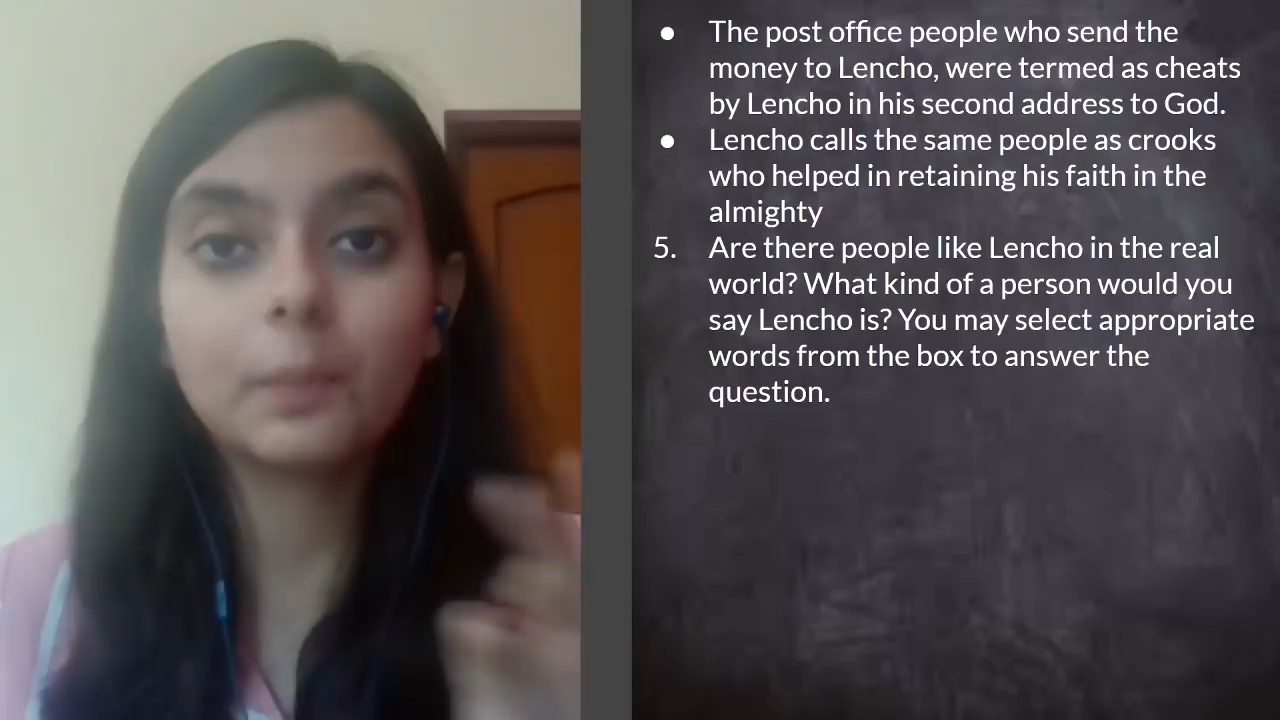 ● The post office people who send the
money to Lencho, were termed as cheats
by Lencho in his second address to God.
● Lencho calls the same people as crooks
who helped in retaining his faith in the
almighty
5. Are there people like Lencho in the real
world? What kind of a person would you
say Lencho is? You may select appropriate
words from the box to answer the
question.